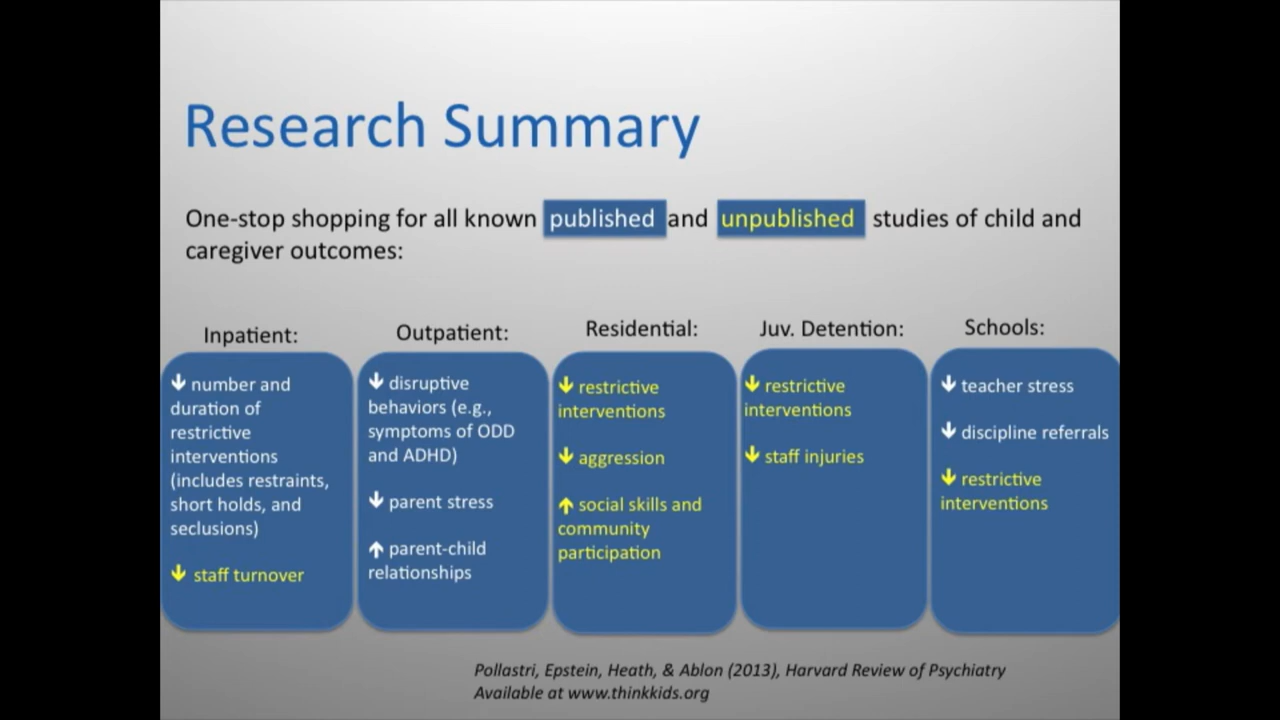 Research Summary
One-stop shopping for all known published and unpublished studies of child and
caregiver outcomes:
Inpatient:
↓ number and
duration of
restrictive
interventions
(includes restraints,
short holds, and
seclusions)
↓ staff turnover
Outpatient:
↓ disruptive
behaviors (e.g.,
symptoms of ODD
and ADHD)
↓ parent stress
↑ parent-child
relationships
Residential:
↓ restrictive
interventions
↓ aggression
↑ social skills and
community
participation
Juv. Detention:
↓ restrictive
interventions
↓ staff injuries
Schools:
↓ teacher stress
↓ discipline referrals
↓ restrictive
interventions
Pollastri, Epstein, Heath, & Ablon (2013), Harvard Review of Psychiatry
Available at www.thinkkids.org